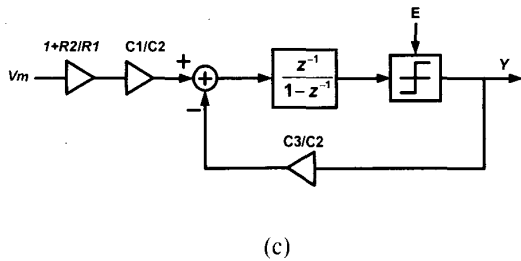 E
1+R2/R1
C1/C2
Vm
+
+
z⁻¹
1- z⁻¹
Y
−
C3/C2
(c)